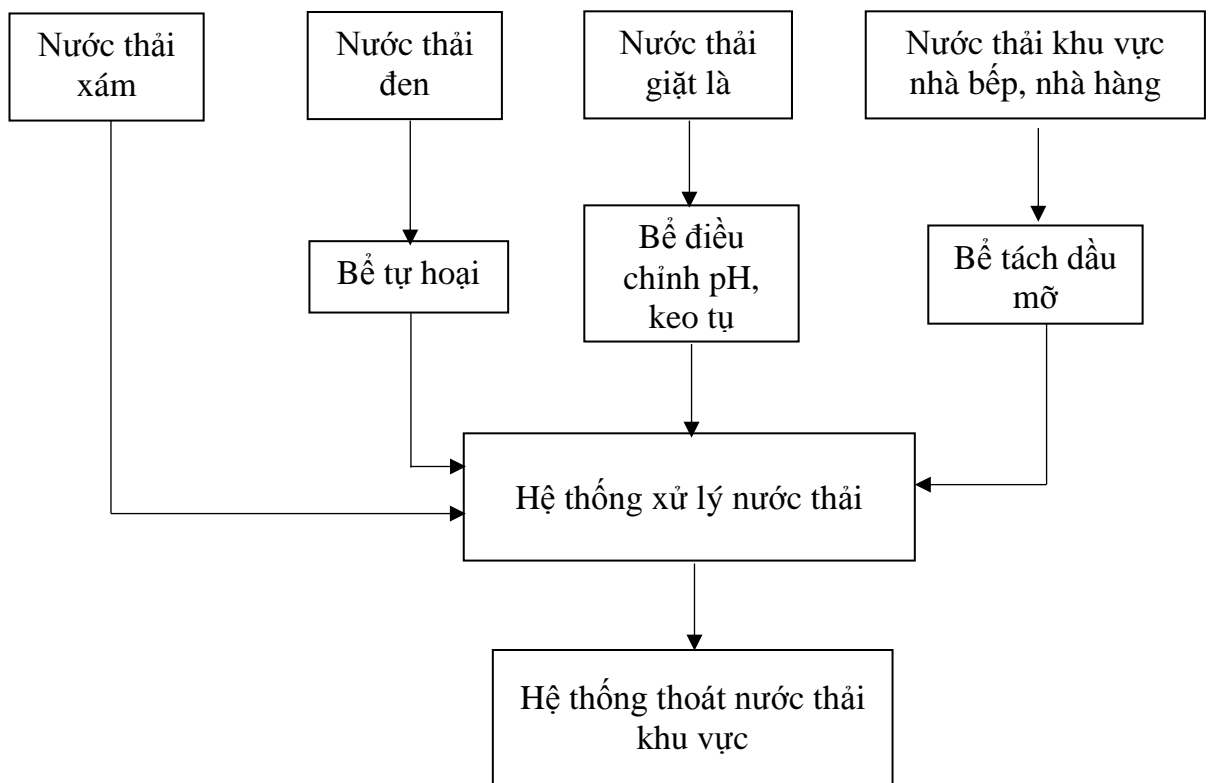 Nước thải
xám
Nước thải
đen
Nước thải
giặt là
Nước thải khu vực
nhà bếp, nhà hàng
Bể tự hoại
Bể điều
chỉnh pH,
keo tụ
Bể tách dầu
mỡ
Hệ thống xử lý nước thải
Hệ thống thoát nước thải
khu vực